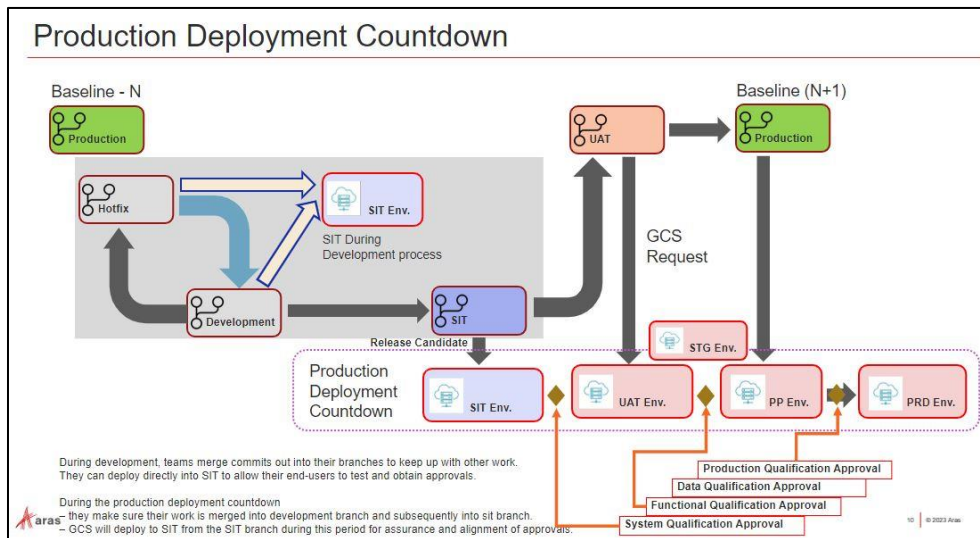 Production Deployment Countdown
Baseline - N
Baseline (N+1)
Production
UAT
Production
Hotfix
SIT Env.
SIT During
Development process
GCS
Request
Development
SIT
Release Candidate
STG Env.
Production
Deployment
Countdown
SIT Env.
UAT Env.
PP Env.
PRD Env.
During development, teams merge commits out into their branches to keep up with other work.
They can deploy directly into SIT to allow their end-users to test and obtain approvals.
During the production deployment countdown
– they make sure their work is merged into development branch and subsequently into sit branch.
– GCS will deploy to SIT from the SIT branch during this period for assurance and alignment of approvals.
Production Qualification Approval
Data Qualification Approval
Functional Qualification Approval
System Qualification Approval
aras
10 © 2023 Aras